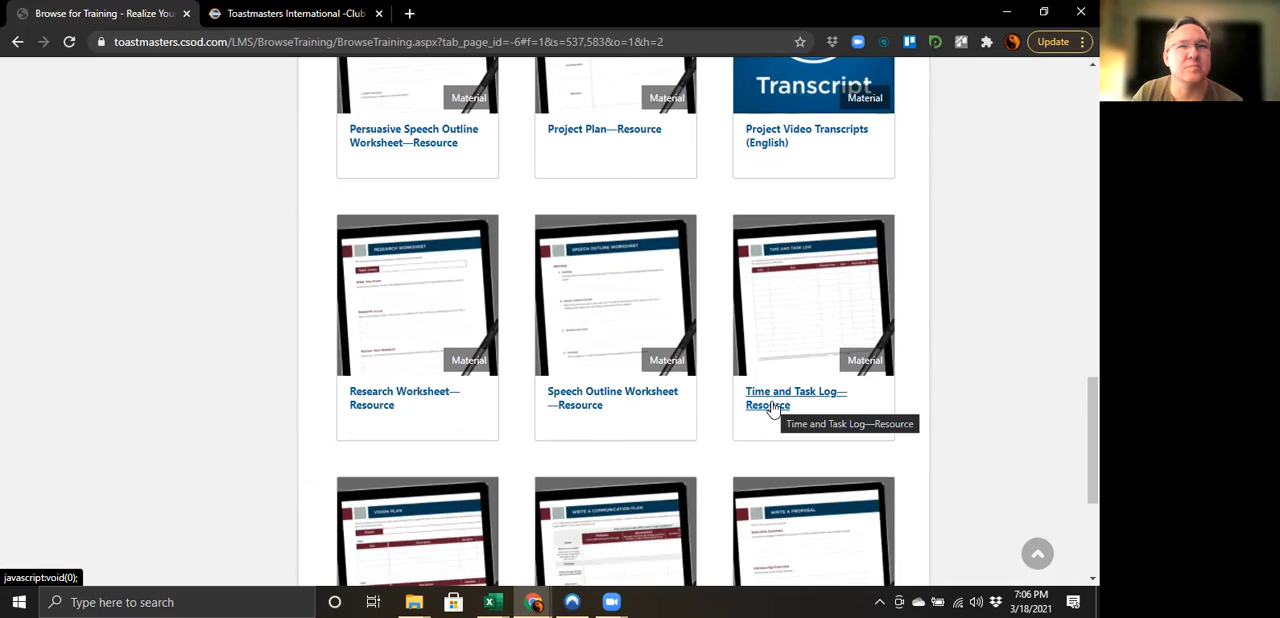 Browse for Training - Realize You
Toastmasters International -Club
toastmasters.csod.com/LMS/BrowseTraining/BrowseTraining.aspx?tab_page_id=-6#f=1&s=537,583&o=1&h=2
Update
Transcript
Material
Material
Material
Persuasive Speech Outline
Worksheet—Resource
Project Plan—Resource
Project Video Transcripts
(English)
RESEARCH WORKSHEET
SPEECH OUTLINE WORKSHEET
TIME AND TASK LOG
Material
Material
Material
Research Worksheet—
Resource
Speech Outline Worksheet
—Resource
Time and Task Log—
Resource
Time and Task Log—Resource
VISION PLAN
WRITE A COMMUNICATION PLAN
WRITE A PROPOSAL
javascript:void(0);
Type here to search
7:06 PM
3/18/2021